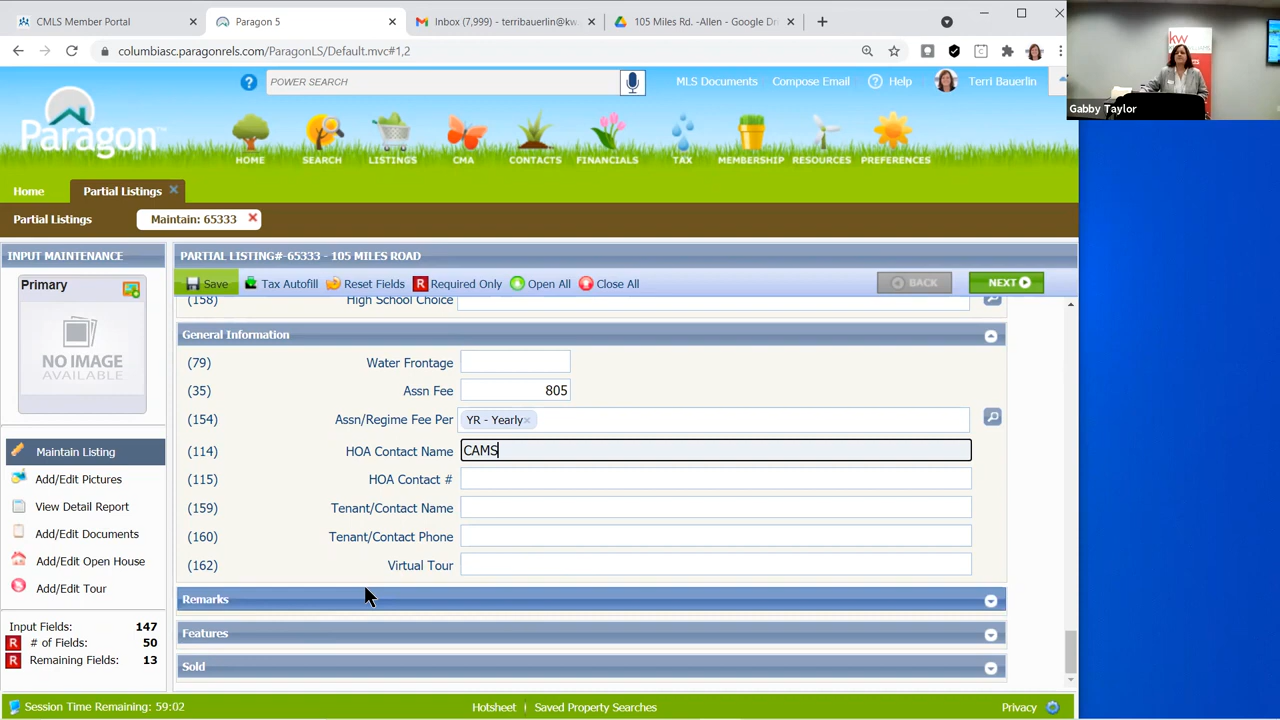 CMLS Member Portal
Paragon 5
Inbox (7,999) - terribauerlin@kw.
105 Miles Rd. -Allen - Google Dri
columbiasc.paragonrels.com/ParagonLS/Default.mvc#1,2
kw
Gabby Taylor
POWER SEARCH
MLS Documents
Compose Email
Help
Terri Bauerlin
Paragon
HOME
SEARCH
LISTINGS
CMA
CONTACTS
FINANCIALS
TAX
MEMBERSHIP
RESOURCES
PREFERENCES
Home
Partial Listings
Partial Listings
Maintain: 65333
INPUT MAINTENANCE
PARTIAL LISTING#-65333 - 105 MILES ROAD
Primary
NO IMAGE
AVAILABLE
Save
Tax Autofill
Reset Fields
R Required Only
Open All
Close All
BACK
NEXT
(158) High School Choice
General Information
(79) Water Frontage
(35) Assn Fee 805
(154) Assn/Regime Fee Per YR - Yearly×
(114) HOA Contact Name CAMS
(115) HOA Contact #
(159) Tenant/Contact Name
(160) Tenant/Contact Phone
(162) Virtual Tour
Remarks
Features
Sold
Maintain Listing
Add/Edit Pictures
View Detail Report
Add/Edit Documents
Add/Edit Open House
Add/Edit Tour
Input Fields: 147
R # of Fields: 50
R Remaining Fields: 13
Session Time Remaining: 59:02
Hotsheet
Saved Property Searches
Privacy